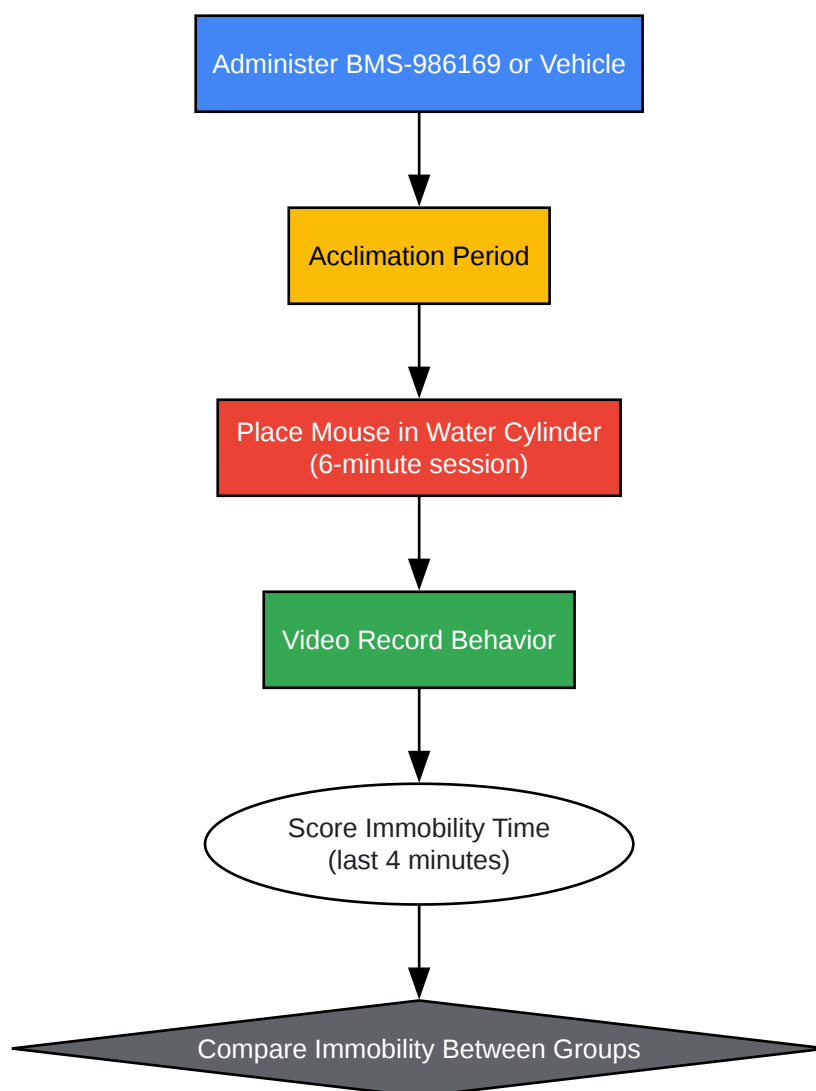 Administer BMS-986169 or Vehicle
Acclimation Period
Place Mouse in Water Cylinder
(6-minute session)
Video Record Behavior
Score Immobility Time
(last 4 minutes)
Compare Immobility Between Groups